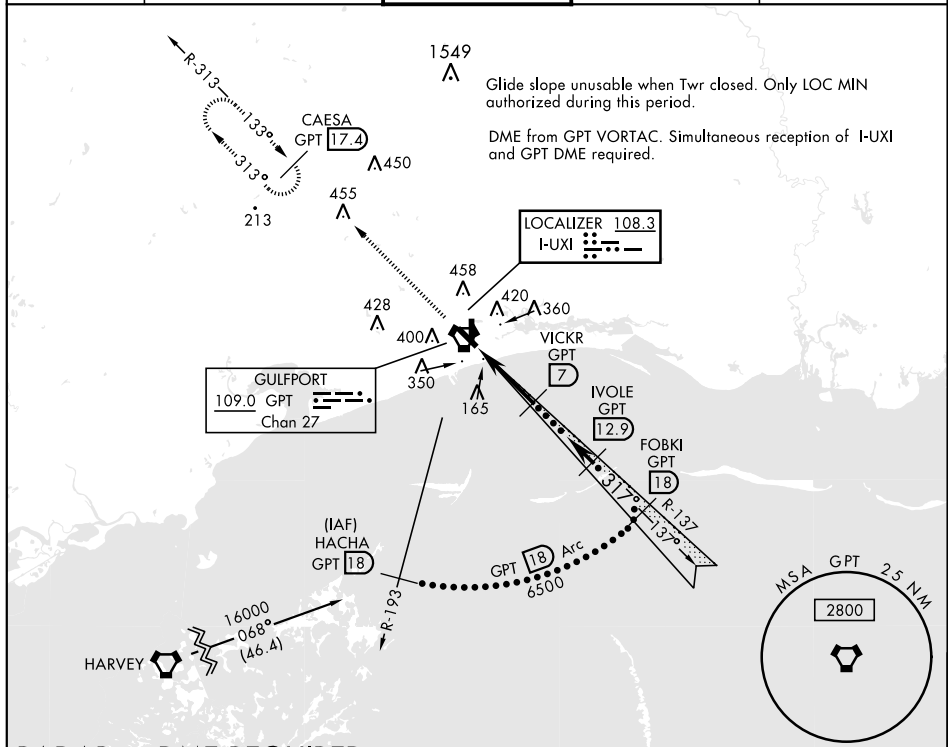 1549
Glide slope unusable when Twr closed. Only LOC MIN
authorized during this period.
DME from GPT VORTAC. Simultaneous reception of I-UXI
and GPT DME required.
R-313
133°
313°
CAESA
GPT 17.4
450
455
213
LOCALIZER 108.3
I-UXI
458
420
360
428
400
350
165
GULFPORT
109.0 GPT
Chan 27
VICKR
GPT
7
IVOLE
GPT
12.9
FOBKI
GPT
18
317°
R-137
137°
(IAF)
HACHA
GPT 18
GPT 18 Arc
6500
R-193
16000
068°
(46.4)
HARVEY
MSA GPT 25 NM
2800